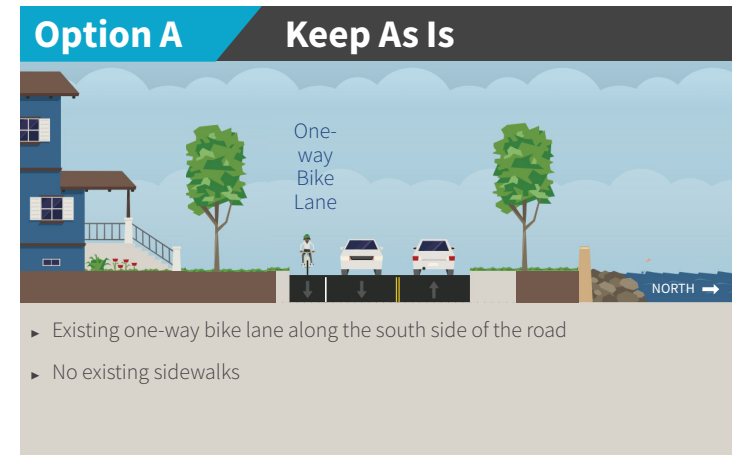 Option A Keep As Is
One-
way
Bike
Lane
NORTH
► Existing one-way bike lane along the south side of the road
► No existing sidewalks